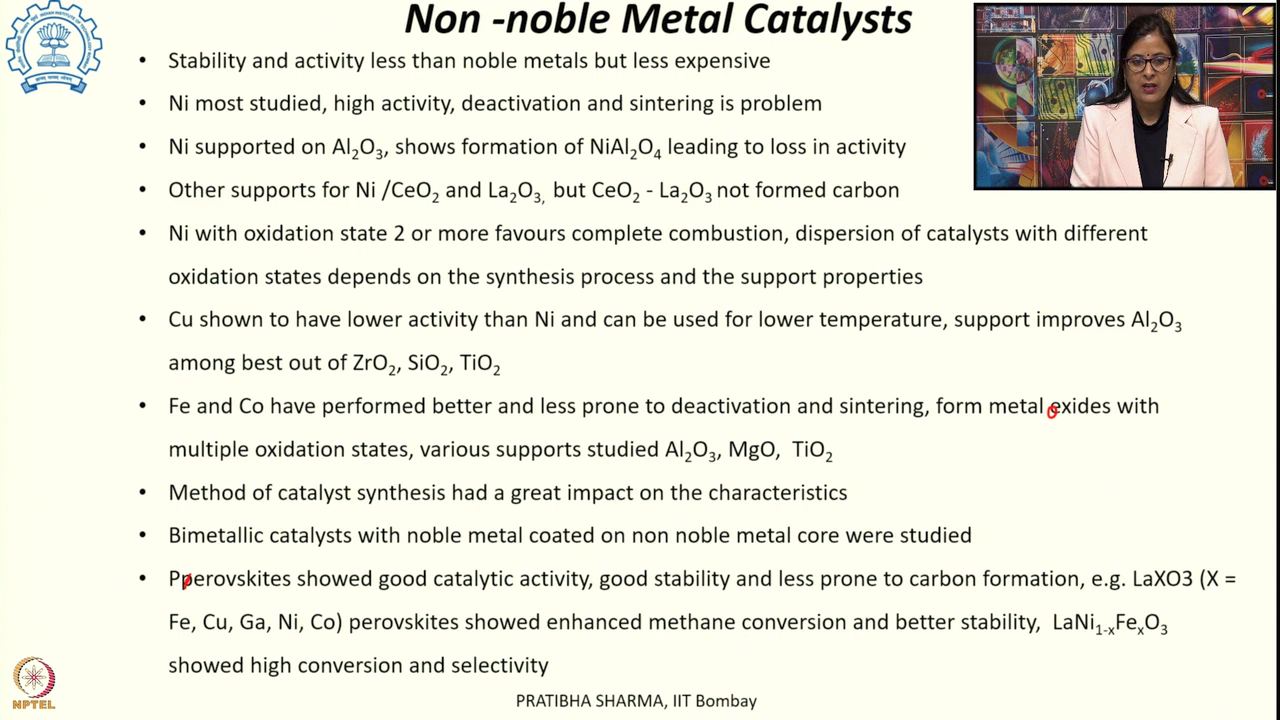 Non -noble Metal Catalysts
• Stability and activity less than noble metals but less expensive
• Ni most studied, high activity, deactivation and sintering is problem
• Ni supported on Al₂O₃, shows formation of NiAl₂O₄ leading to loss in activity
• Other supports for Ni /CeO₂ and La₂O₃, but CeO₂ - La₂O₃ not formed carbon
• Ni with oxidation state 2 or more favours complete combustion, dispersion of catalysts with different
oxidation states depends on the synthesis process and the support properties
• Cu shown to have lower activity than Ni and can be used for lower temperature, support improves Al₂O₃
among best out of ZrO₂, SiO₂, TiO₂
• Fe and Co have performed better and less prone to deactivation and sintering, form metal oxides with
multiple oxidation states, various supports studied Al₂O₃, MgO, TiO₂
• Method of catalyst synthesis had a great impact on the characteristics
• Bimetallic catalysts with noble metal coated on non noble metal core were studied
• Pperovskites showed good catalytic activity, good stability and less prone to carbon formation, e.g. LaXO3 (X =
Fe, Cu, Ga, Ni, Co) perovskites showed enhanced methane conversion and better stability, LaNi₁₋ₓFeₓO₃
showed high conversion and selectivity
NPTEL
PRATIBHA SHARMA, IIT Bombay